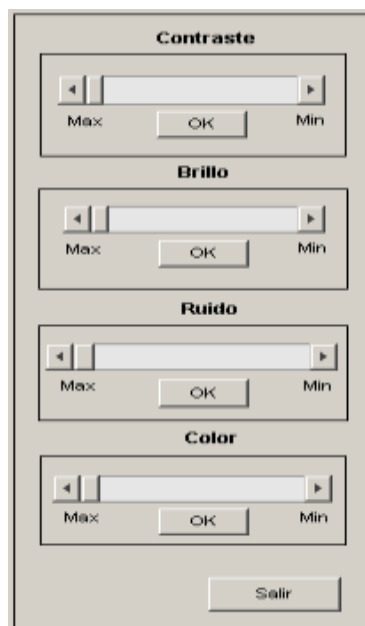 Contraste
Max OK Min
Brillo
Max OK Min
Ruido
Max OK Min
Color
Max OK Min
Salir